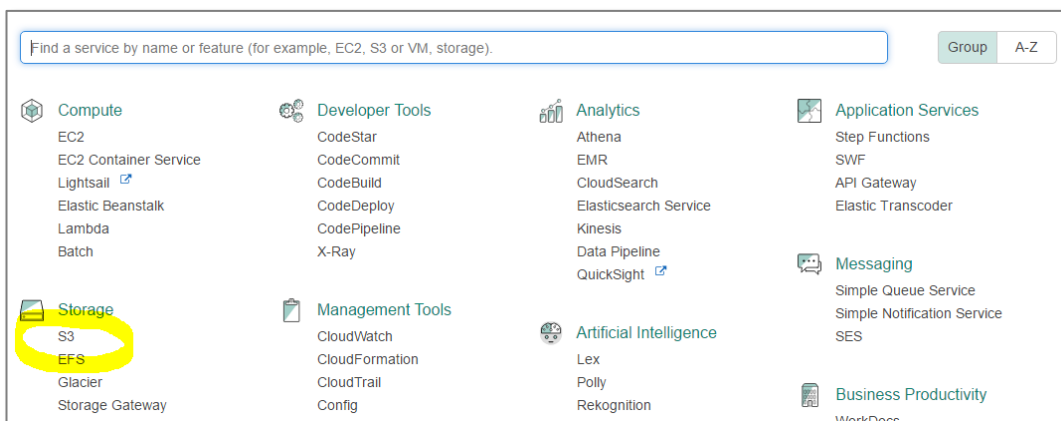 Find a service by name or feature (for example, EC2, S3 or VM, storage).
Group
A-Z
Compute
EC2
EC2 Container Service
Lightsail
Elastic Beanstalk
Lambda
Batch
Storage
S3
EFS
Glacier
Storage Gateway
Developer Tools
CodeStar
CodeCommit
CodeBuild
CodeDeploy
CodePipeline
X-Ray
Management Tools
CloudWatch
CloudFormation
CloudTrail
Config
Analytics
Athena
EMR
CloudSearch
Elasticsearch Service
Kinesis
Data Pipeline
QuickSight
Artificial Intelligence
Lex
Polly
Rekognition
Application Services
Step Functions
SWF
API Gateway
Elastic Transcoder
Messaging
Simple Queue Service
Simple Notification Service
SES
Business Productivity
WorkDocs